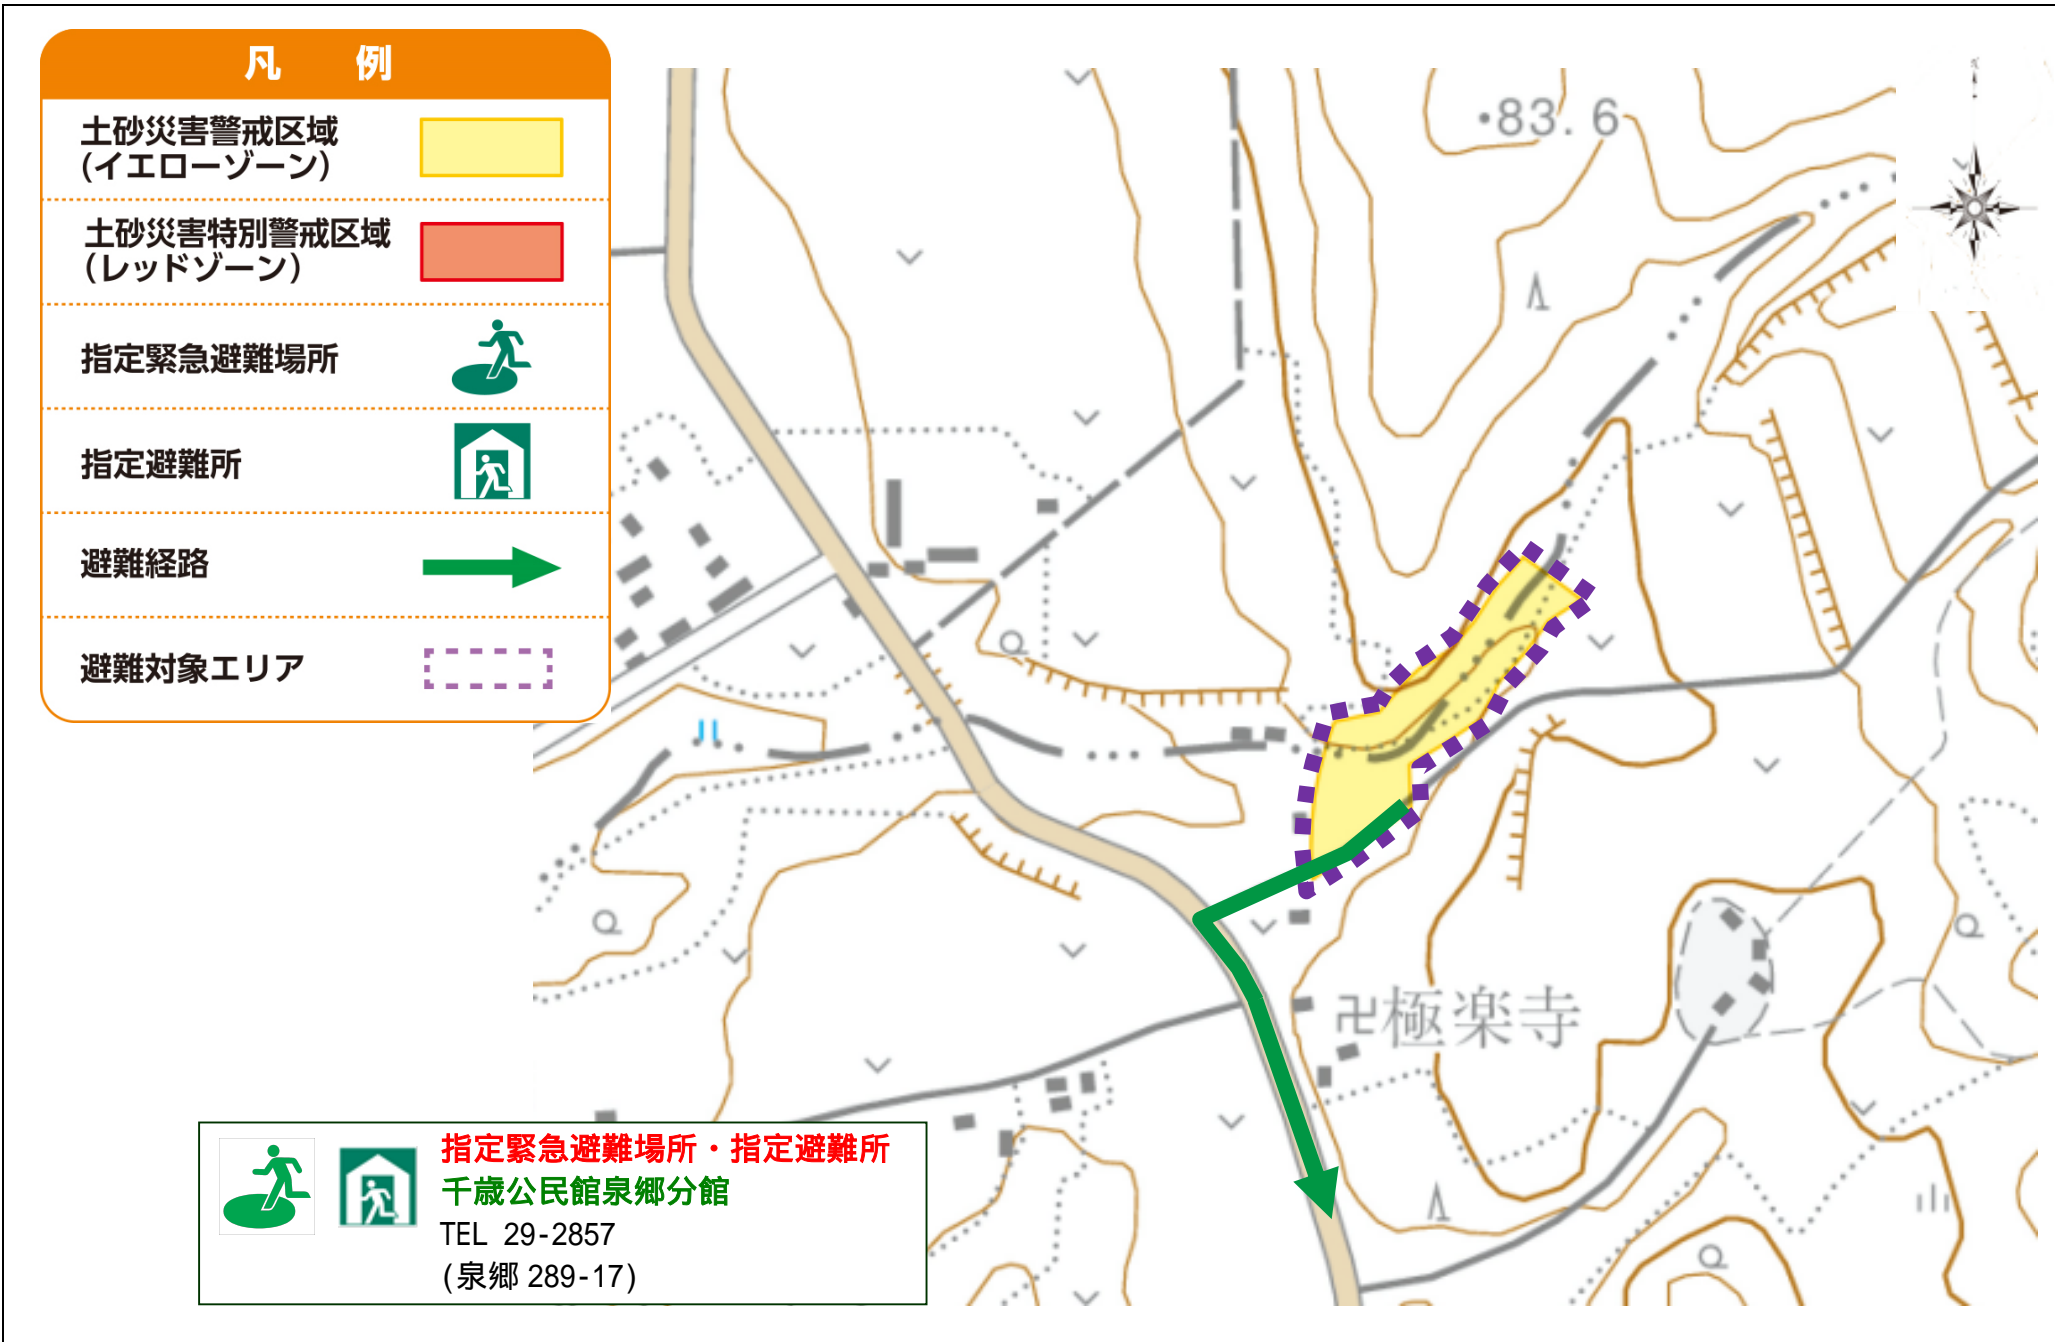 凡　例
土砂災害警戒区域
(イエローゾーン)
土砂災害特別警戒区域
(レッドゾーン)
指定緊急避難場所
指定避難所
避難経路
避難対象エリア
•83.6
卍極楽寺
指定緊急避難場所・指定避難所
千歳公民館泉郷分館
TEL 29-2857
(泉郷 289-17)